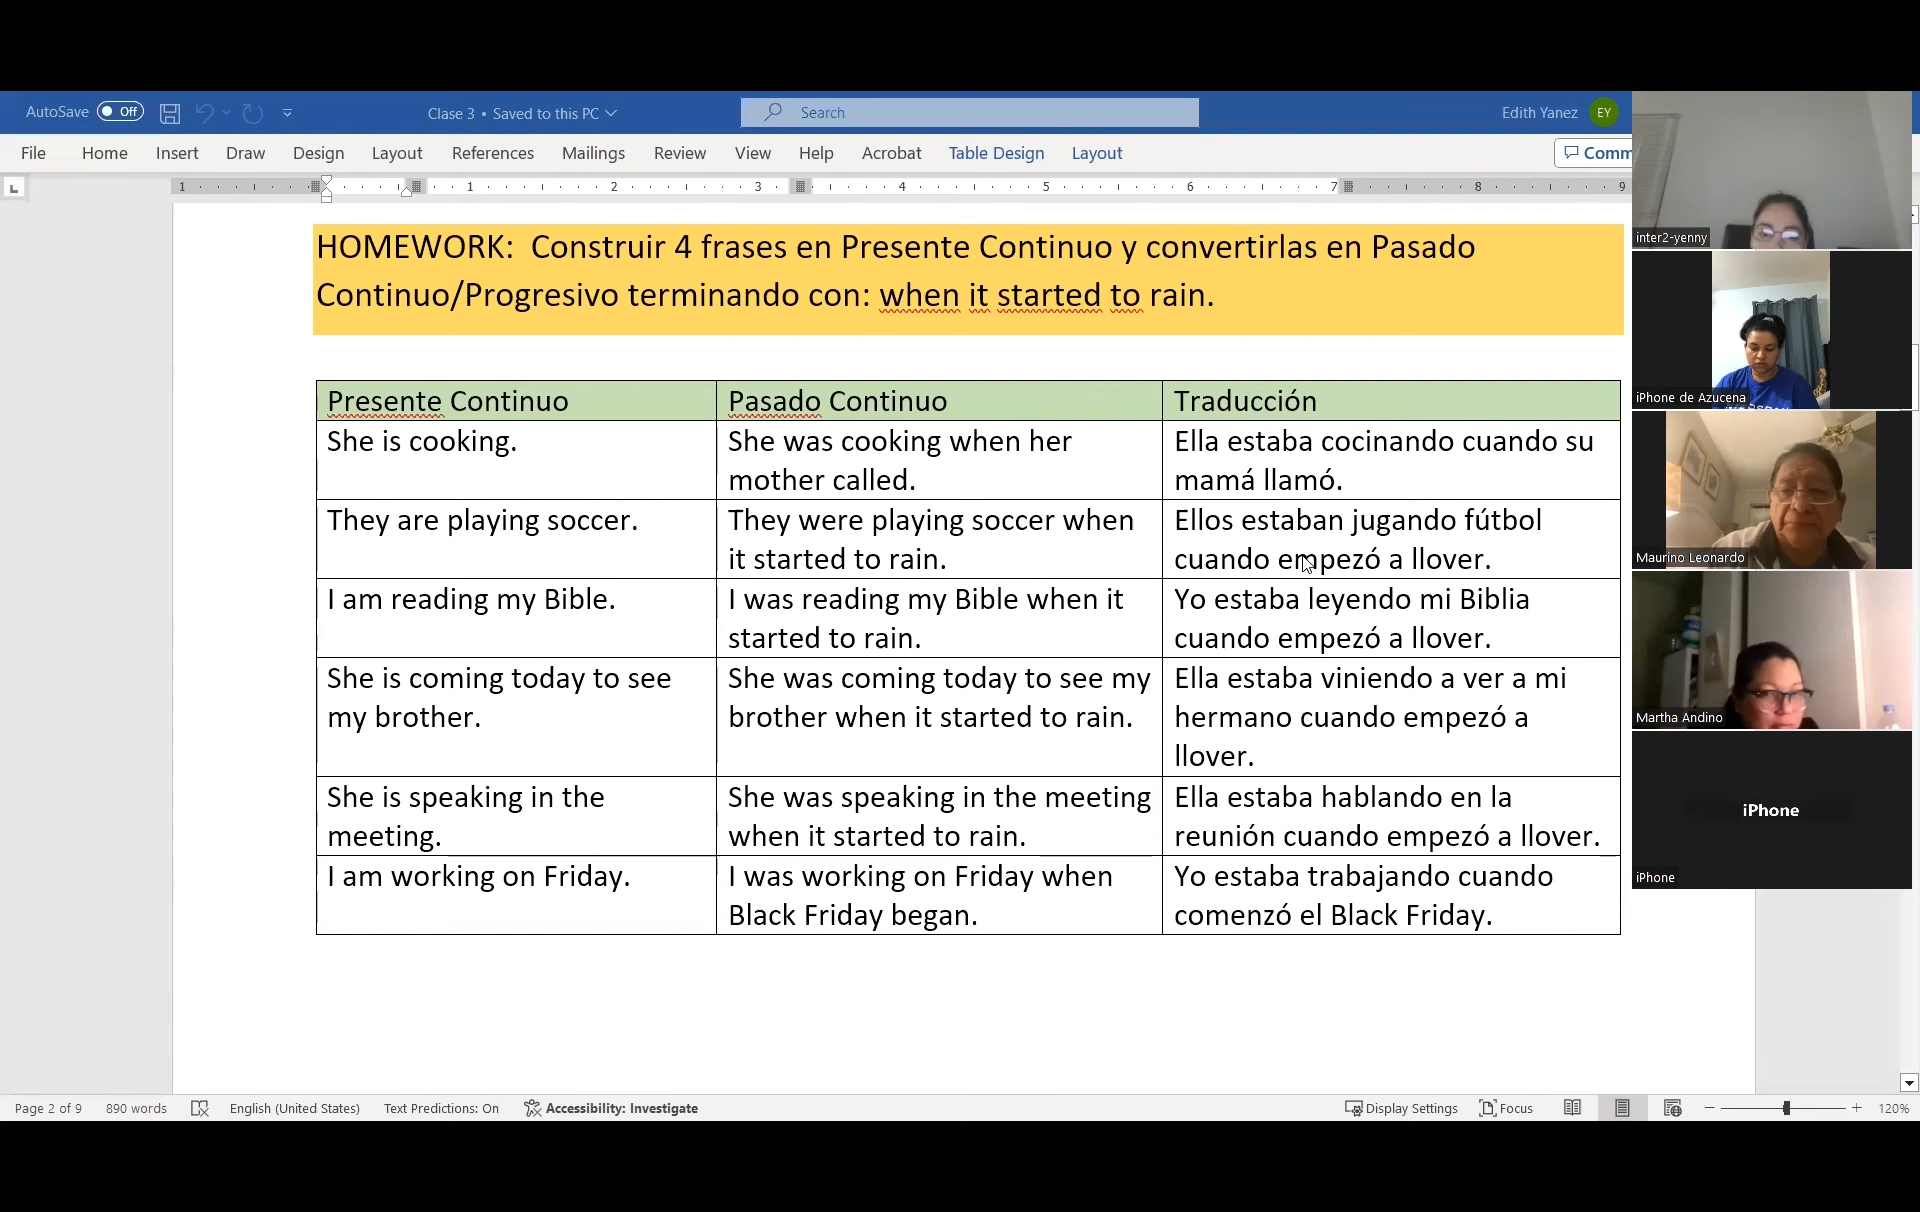 AutoSave Off Clase 3 • Saved to this PC Search Edith Yanez EY
File Home Insert Draw Design Layout References Mailings Review View Help Acrobat Table Design Layout Comm
1 1 2 3 4 5 6 7 8 9
HOMEWORK: Construir 4 frases en Presente Continuo y convertirlas en Pasado
Continuo/Progresivo terminando con: when it started to rain.
Presente Continuo Pasado Continuo Traducción
She is cooking.
She was cooking when her
mother called.
Ella estaba cocinando cuando su
mamá llamó.
They are playing soccer.
They were playing soccer when
it started to rain.
Ellos estaban jugando fútbol
cuando empezó a llover.
I am reading my Bible.
I was reading my Bible when it
started to rain.
Yo estaba leyendo mi Biblia
cuando empezó a llover.
She is coming today to see
my brother.
She was coming today to see my
brother when it started to rain.
Ella estaba viniendo a ver a mi
hermano cuando empezó a
llover.
She is speaking in the
meeting.
She was speaking in the meeting
when it started to rain.
Ella estaba hablando en la
reunión cuando empezó a llover.
I am working on Friday.
I was working on Friday when
Black Friday began.
Yo estaba trabajando cuando
comenzó el Black Friday.
inter2-yenny
iPhone de Azucena
Maurino Leonardo
Martha Andino
iPhone
iPhone
Page 2 of 9 890 words English (United States) Text Predictions: On Accessibility: Investigate Display Settings Focus 120%